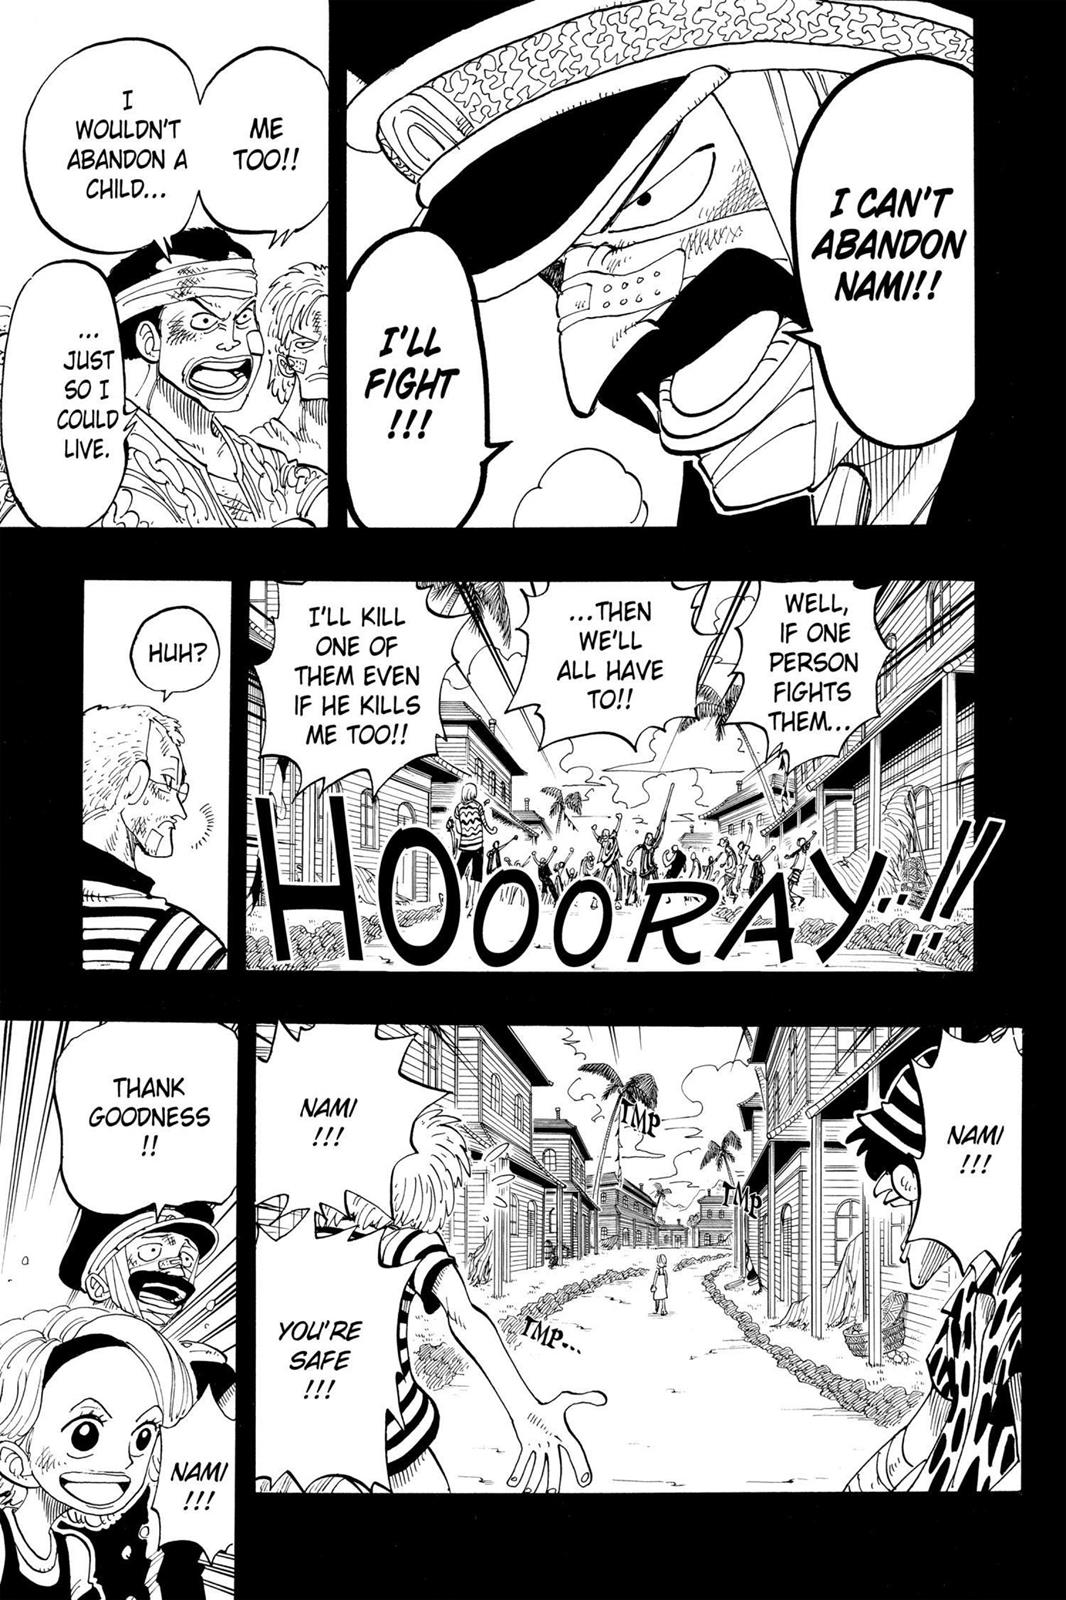 I CAN'T
ABANDON
NAMI!!
I'LL
FIGHT
!!!
ME
TOO!!
I
WOULDN'T
ABANDON A
CHILD...
...
JUST
SO I
COULD
LIVE.
WELL,
IF ONE
PERSON
FIGHTS
THEM...
...THEN
WE'LL
ALL HAVE
TO!!
I'LL KILL
ONE OF
THEM EVEN
IF HE KILLS
ME TOO!!
HOOORAY..!!
HUH?
NAMI
!!!
TMP
TMP
TMP...
NAMI
!!!
YOU'RE
SAFE
!!!
THANK
GOODNESS
!!
NAMI
!!!